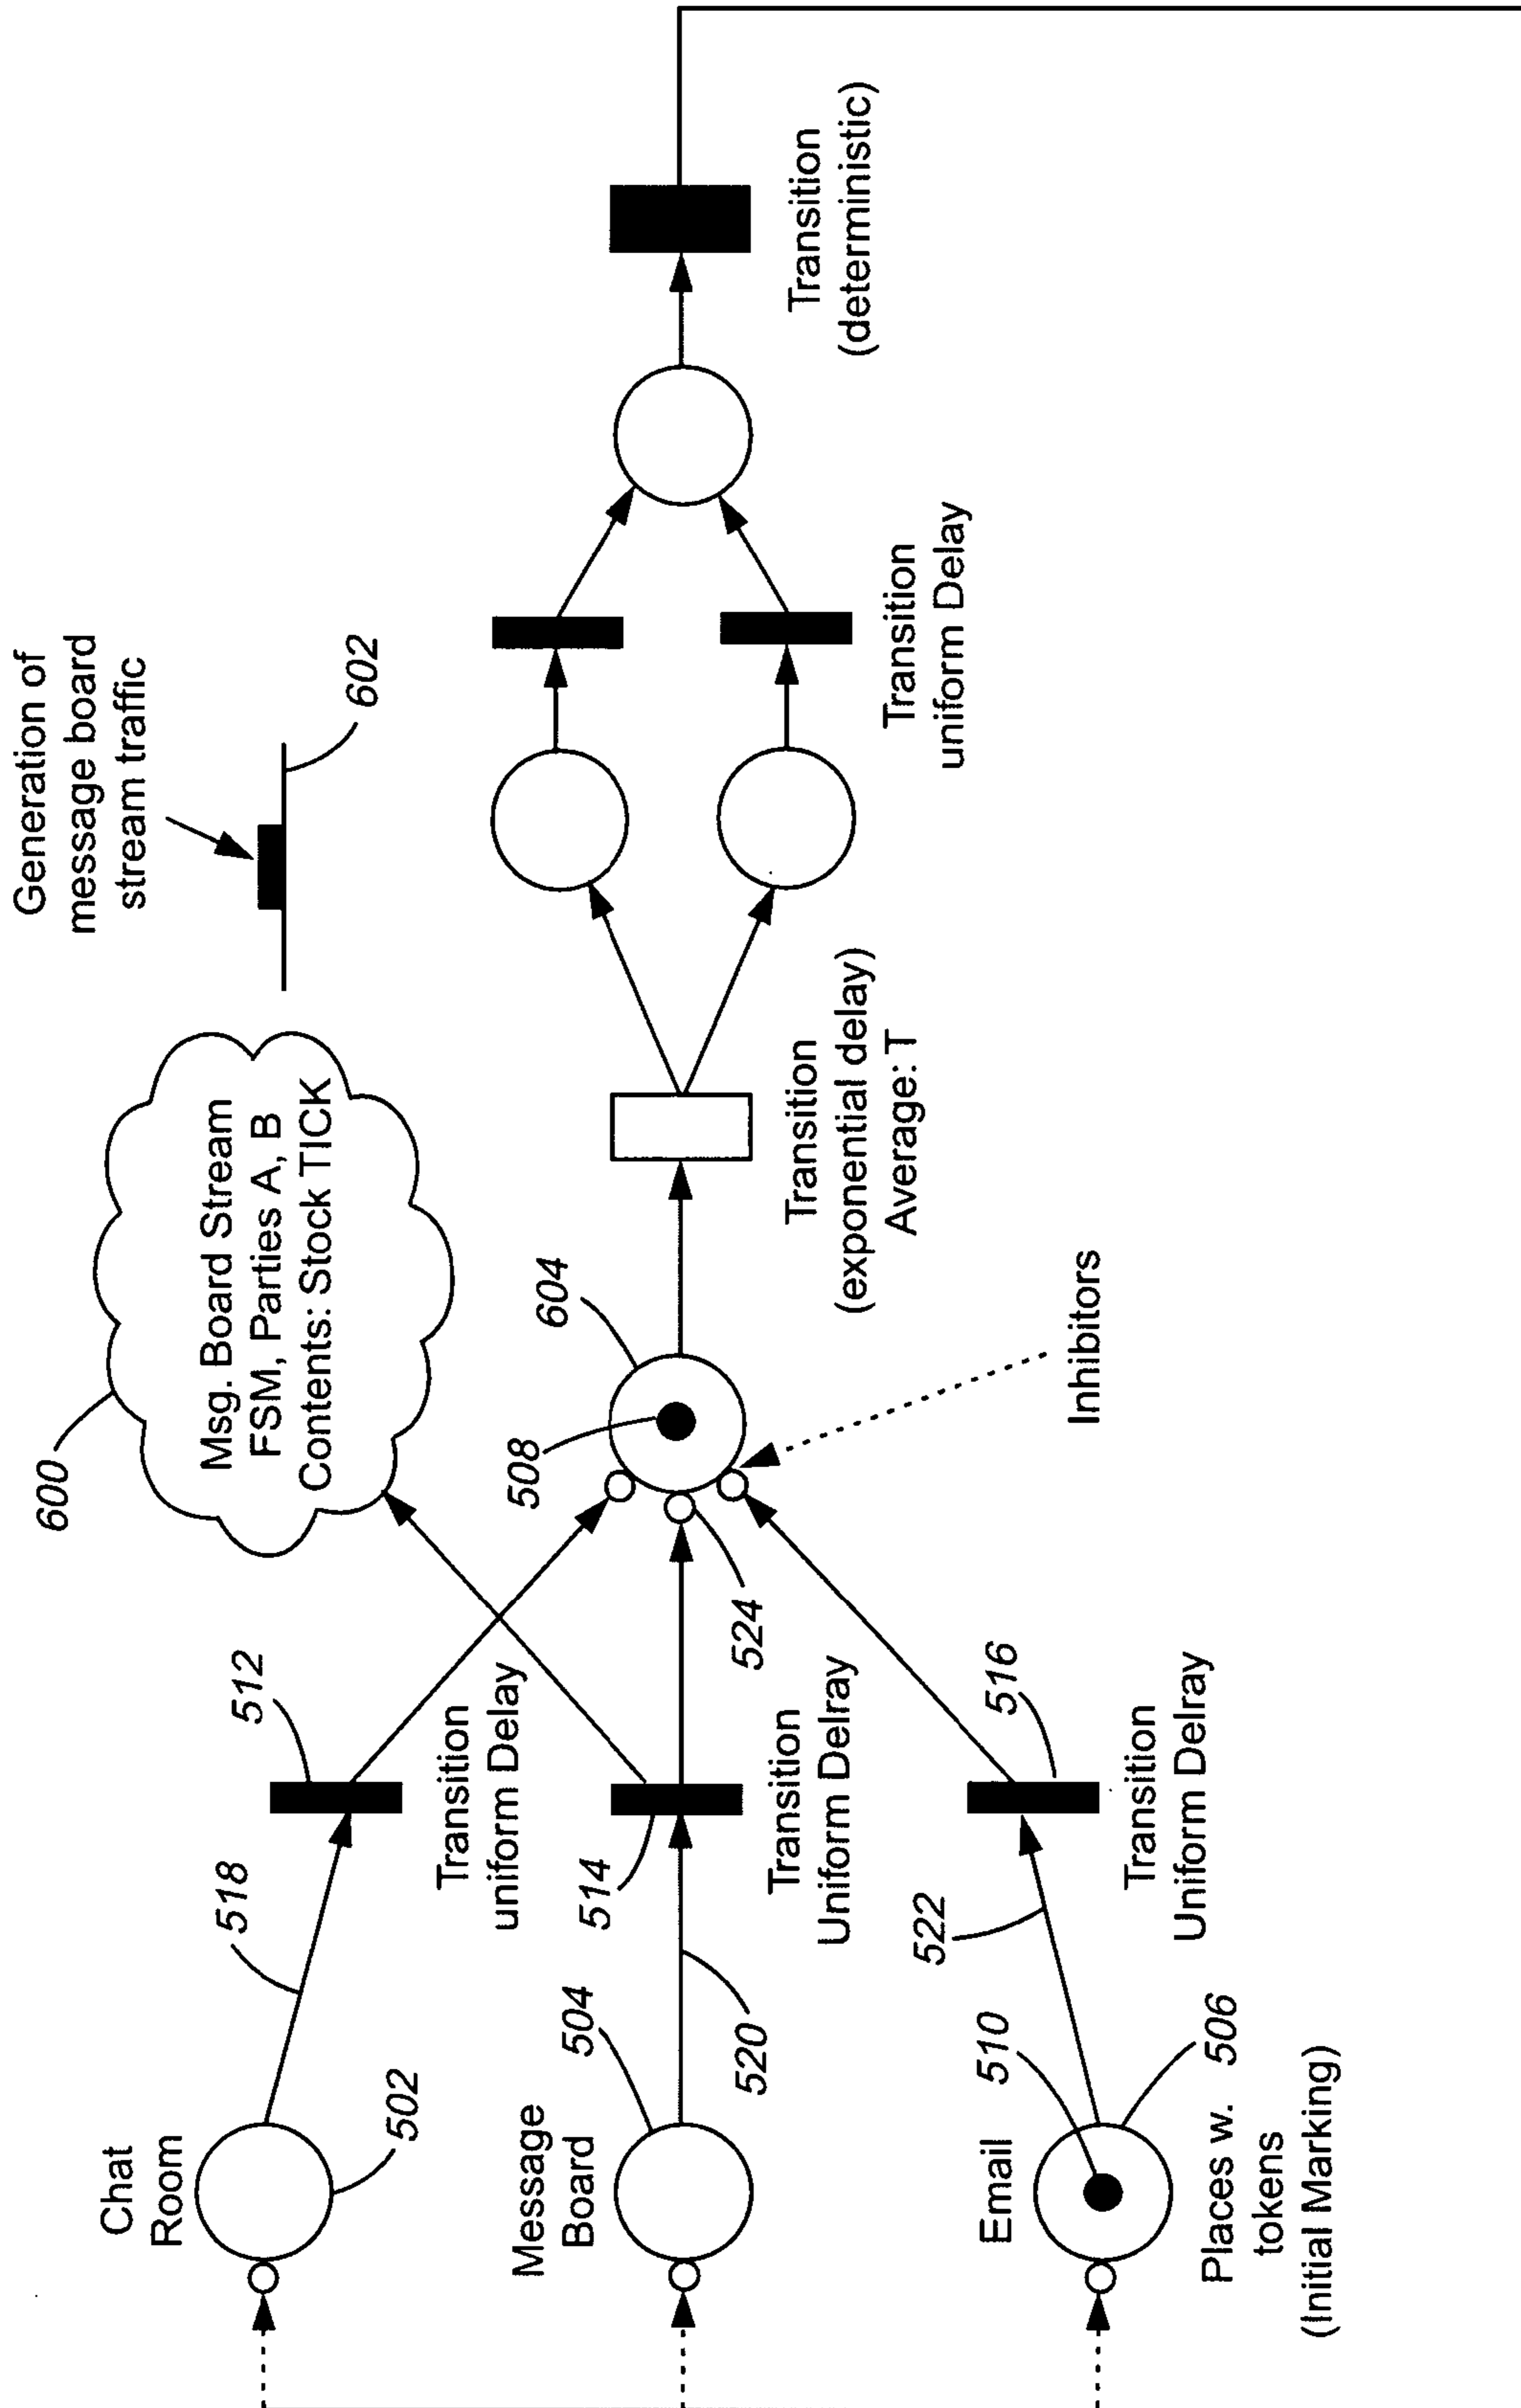 Chat
Room
502
518
512
Transition
uniform Delay
Message
Board
504
520
514
Transition
Uniform Delray
524
Email
510
506
Places w.
tokens
(Initial Marking)
522
516
Transition
Uniform Delray
600
Msg. Board Stream
FSM, Parties A, B
Contents: Stock TICK
Generation of
message board
stream traffic
602
508
604
Inhibitors
Transition
(exponential delay)
Average: T
Transition
uniform Delay
Transition
(deterministic)